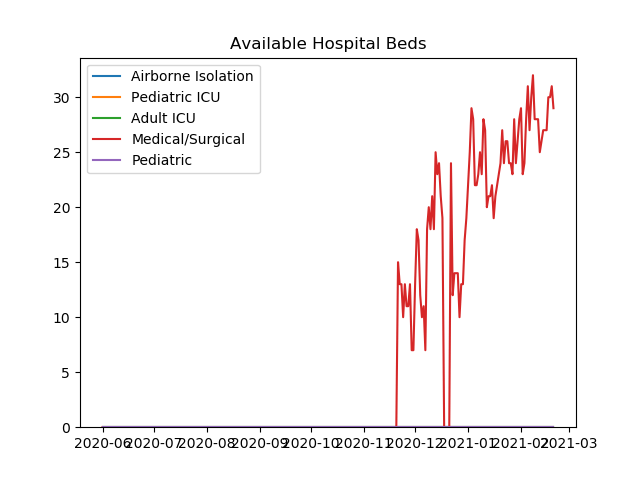 Available Hospital Beds
Airborne Isolation
Pediatric ICU
Adult ICU
Medical/Surgical
Pediatric
30
25
20
15
10
5
0
2020-06 2020-07 2020-08 2020-09 2020-10 2020-11 2020-12 2021-01 2021-02 2021-03